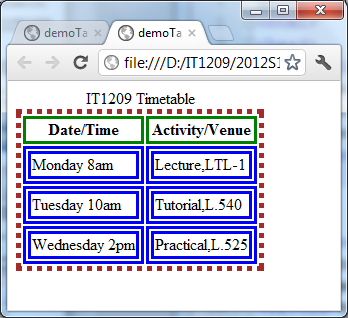 demoTa
demoTa
file:///D:/IT1209/2012S1
IT1209 Timetable
Date/Time Activity/Venue
Monday 8am Lecture,LTL-1
Tuesday 10am Tutorial,L.540
Wednesday 2pm Practical,L.525